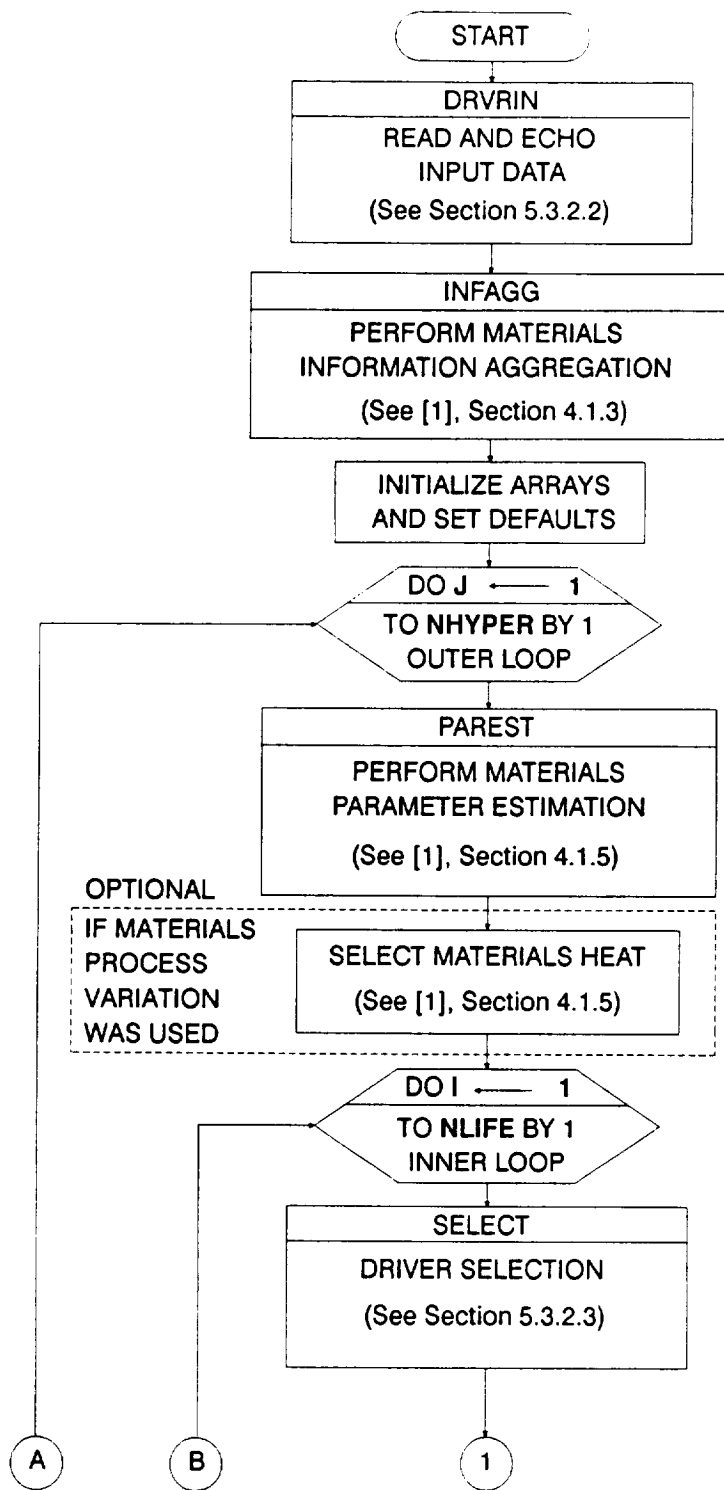 START
DRVRIN
READ AND ECHO
INPUT DATA
(See Section 5.3.2.2)
INFAGG
PERFORM MATERIALS
INFORMATION AGGREGATION
(See [1], Section 4.1.3)
INITIALIZE ARRAYS
AND SET DEFAULTS
DO J ← 1
TO NHYPER BY 1
OUTER LOOP
PAREST
PERFORM MATERIALS
PARAMETER ESTIMATION
(See [1], Section 4.1.5)
OPTIONAL
IF MATERIALS
PROCESS
VARIATION
WAS USED
SELECT MATERIALS HEAT
(See [1], Section 4.1.5)
DO I ← 1
TO NLIFE BY 1
INNER LOOP
SELECT
DRIVER SELECTION
(See Section 5.3.2.3)
A
B
1